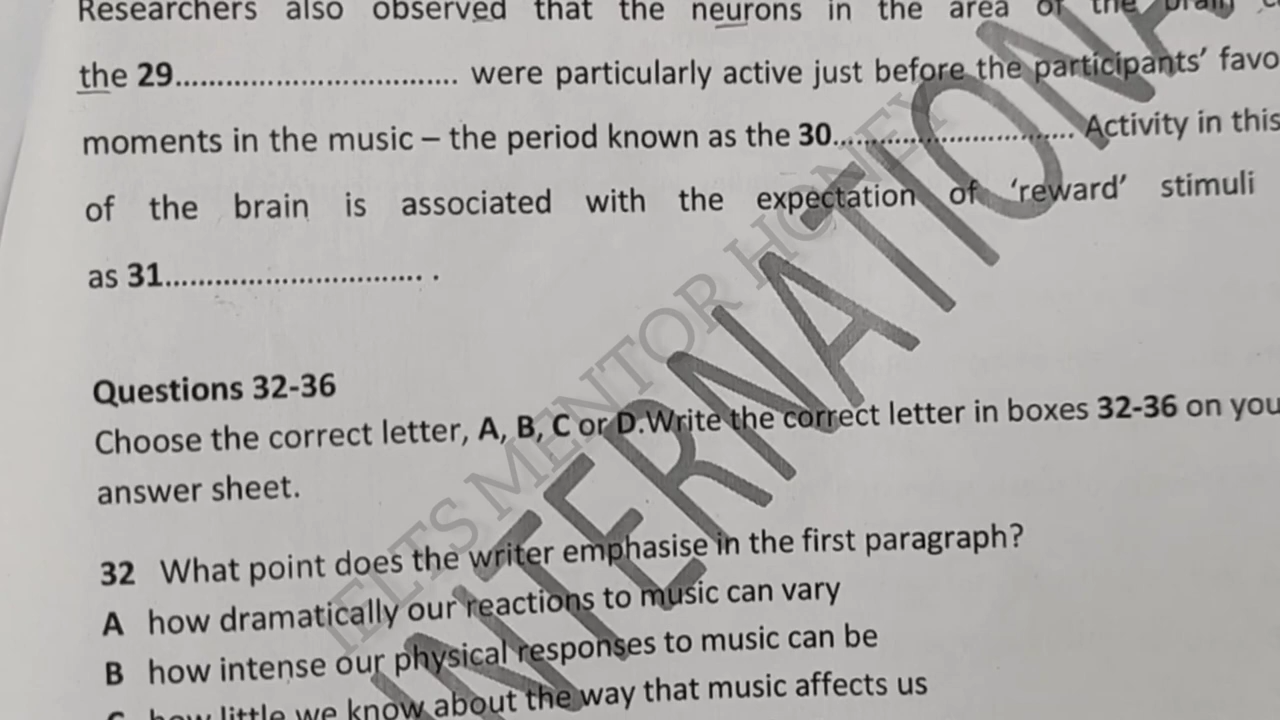 Researchers also observed that the neurons in the area of the brain
the 29.................................. were particularly active just before the participants' favo
moments in the music – the period known as the 30............................. Activity in this
of the brain is associated with the expectation of 'reward' stimuli
as 31............................... .
Questions 32-36
Choose the correct letter, A, B, C or D.Write the correct letter in boxes 32-36 on you
answer sheet.
32 What point does the writer emphasise in the first paragraph?
A how dramatically our reactions to music can vary
B how intense our physical responses to music can be
C how little we know about the way that music affects us
IELTS MENTOR HONEY
INTERNATIONA